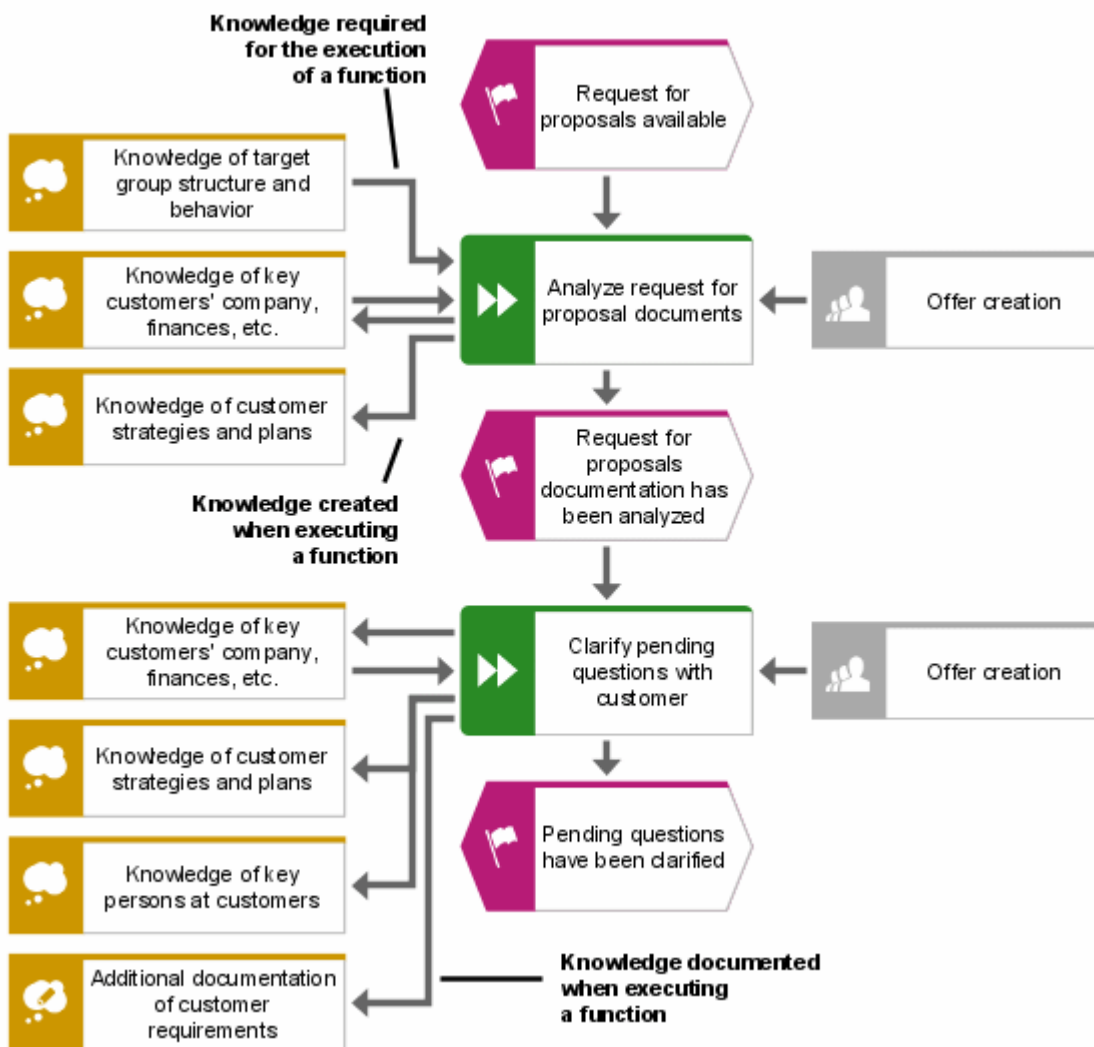 Knowledge required
for the execution
of a function
Request for
proposals available
Knowledge of target
group structure and
behavior
Knowledge of key
customers' company,
finances, etc.
Analyze request for
proposal documents
Offer creation
Knowledge of customer
strategies and plans
Request for
proposals
documentation has
been analyzed
Knowledge created
when executing
a function
Knowledge of key
customers' company,
finances, etc.
Clarify pending
questions with
customer
Offer creation
Knowledge of customer
strategies and plans
Pending questions
have been clarified
Knowledge of key
persons at customers
Additional documentation
of customer
requirements
Knowledge documented
when executing
a function